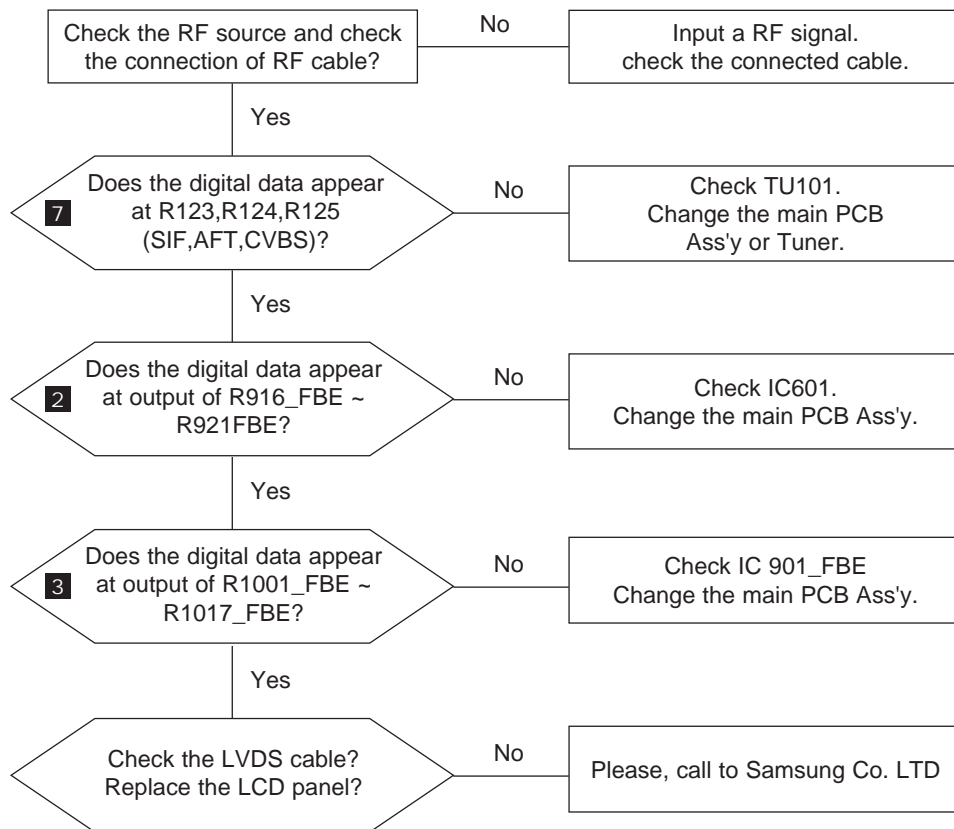 Check the RF source and check
the connection of RF cable?
No
Input a RF signal.
check the connected cable.
Yes
7
Does the digital data appear
at R123,R124,R125
(SIF,AFT,CVBS)?
No
Check TU101.
Change the main PCB
Ass'y or Tuner.
Yes
2
Does the digital data appear
at output of R916_FBE ~
R921FBE?
No
Check IC601.
Change the main PCB Ass'y.
Yes
3
Does the digital data appear
at output of R1001_FBE ~
R1017_FBE?
No
Check IC 901_FBE
Change the main PCB Ass'y.
Yes
Check the LVDS cable?
Replace the LCD panel?
No
Please, call to Samsung Co. LTD